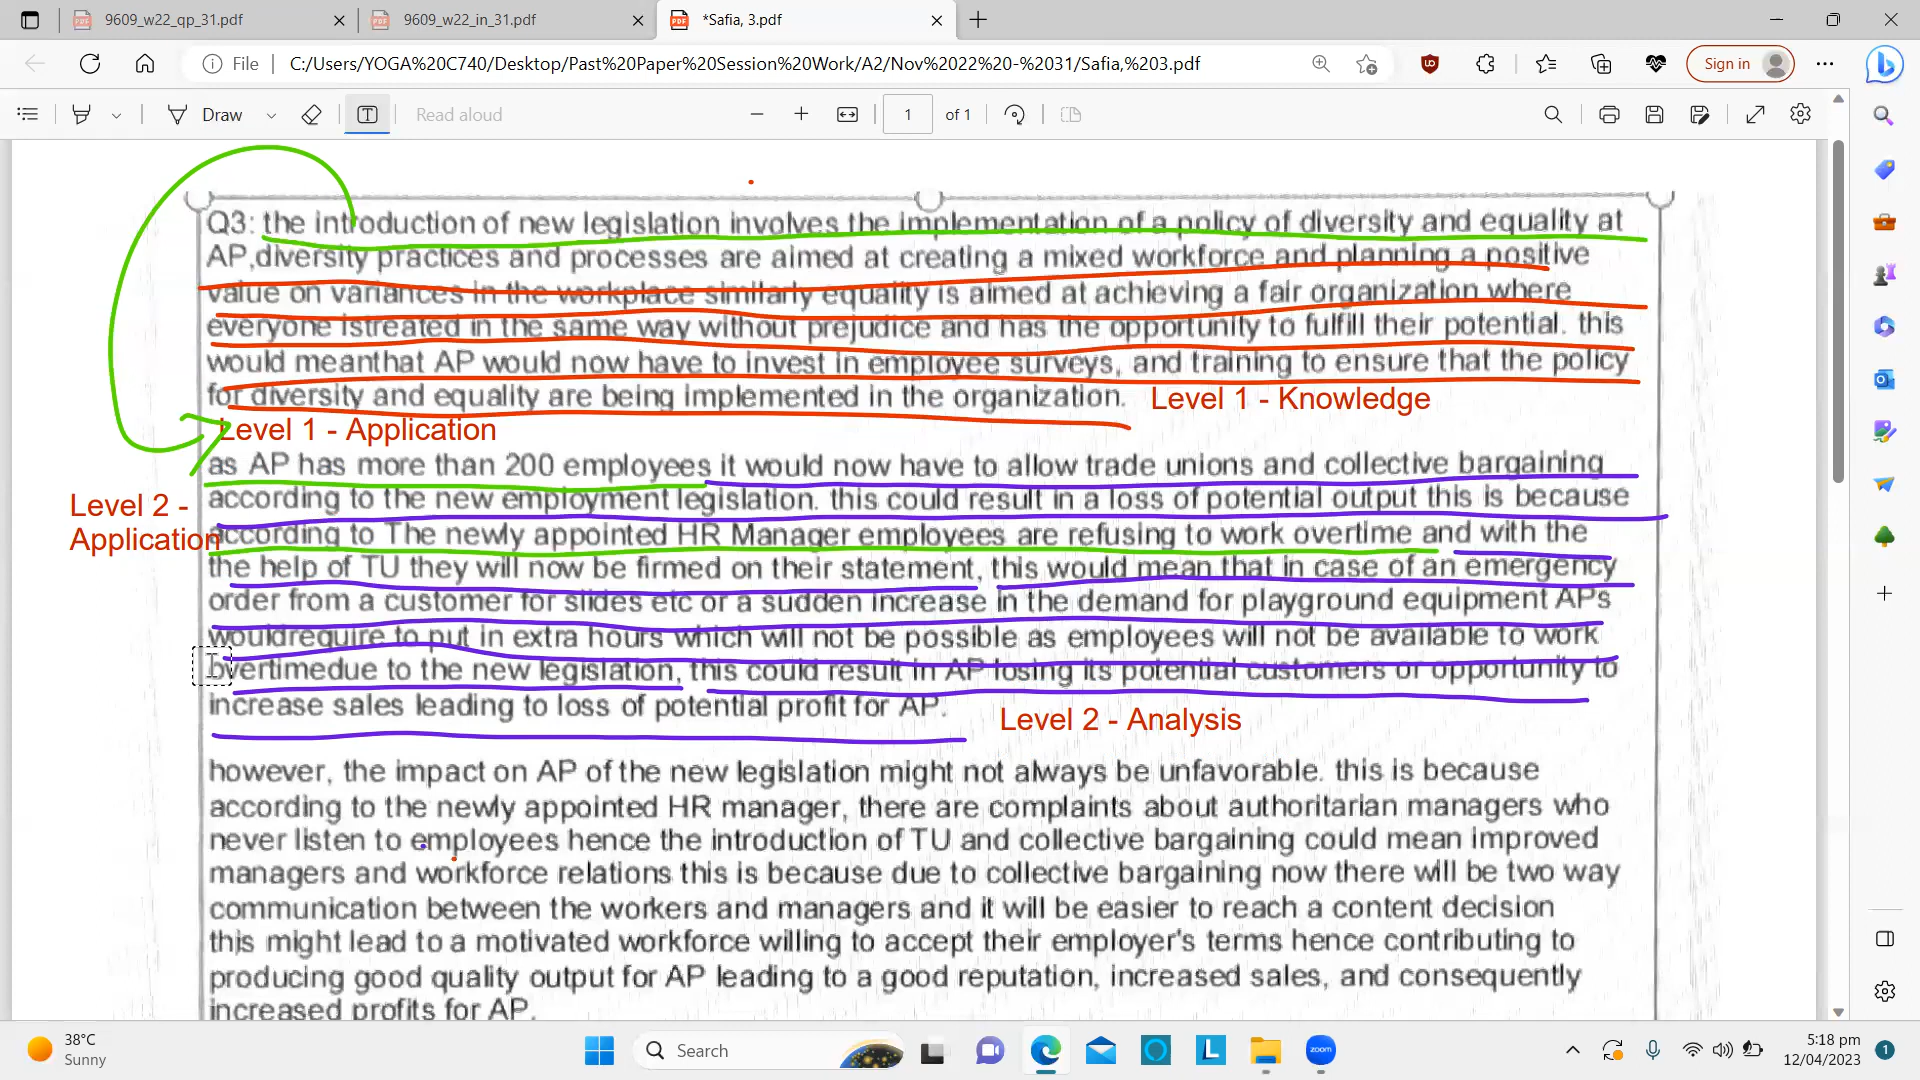 9609_w22_qp_31.pdf
9609_w22_in_31.pdf
*Safia, 3.pdf
File
C:/Users/YOGA%20C740/Desktop/Past%20Paper%20Session%20Work/A2/Nov%2022%20-%2031/Safia,%203.pdf
Sign in
Draw
Read aloud
1 of 1
Q3: the introduction of new legislation involves the implementation of a policy of diversity and equality at
AP,diversity practices and processes are aimed at creating a mixed workforce and planning a positive
value on variances in the workplace similarly equality is aimed at achieving a fair organization where
everyone istreated in the same way without prejudice and has the opportunity to fulfill their potential. this
would meanthat AP would now have to invest in employee surveys, and training to ensure that the policy
for diversity and equality are being implemented in the organization.
Level 1 - Knowledge
Level 1 - Application
as AP has more than 200 employees it would now have to allow trade unions and collective bargaining
Level 2 -
Application
according to the new employment legislation. this could result in a loss of potential output this is because
according to The newly appointed HR Manager employees are refusing to work overtime and with the
the help of TU they will now be firmed on their statement, this would mean that in case of an emergency
order from a customer for slides etc or a sudden increase in the demand for playground equipment APs
wouldrequire to put in extra hours which will not be possible as employees will not be available to work
overtimedue to the new legislation, this could result in AP losing its potential customers or opportunity to
increase sales leading to loss of potential profit for AP.
Level 2 - Analysis
however, the impact on AP of the new legislation might not always be unfavorable. this is because
according to the newly appointed HR manager, there are complaints about authoritarian managers who
never listen to employees hence the introduction of TU and collective bargaining could mean improved
managers and workforce relations this is because due to collective bargaining now there will be two way
communication between the workers and managers and it will be easier to reach a content decision
this might lead to a motivated workforce willing to accept their employer's terms hence contributing to
producing good quality output for AP leading to a good reputation, increased sales, and consequently
increased profits for AP.
38°C
Sunny
Search
zoom
5:18 pm
12/04/2023
1